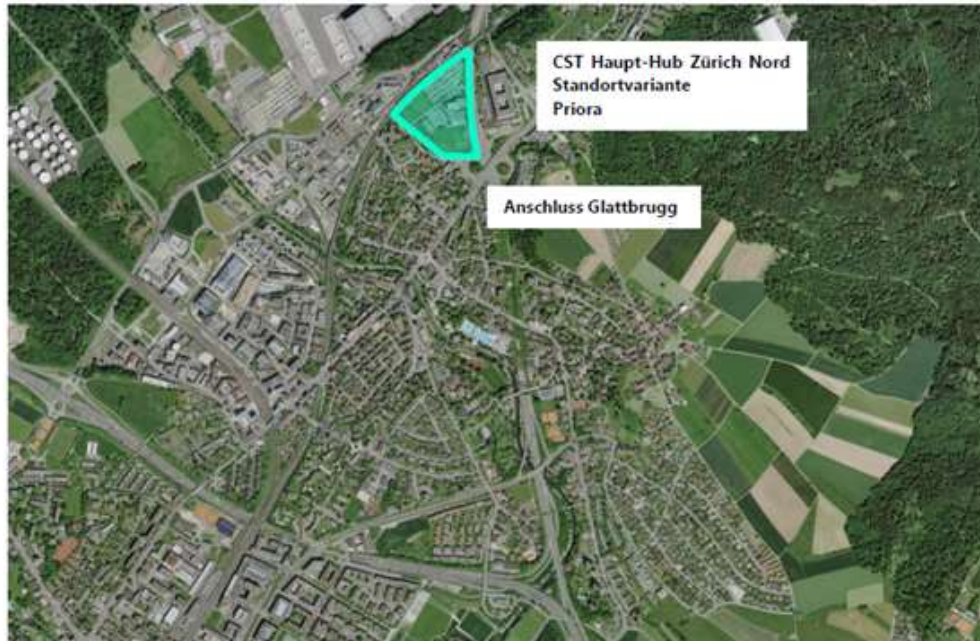 CST Haupt-Hub Zürich Nord
Standortvariante
Priora
Anschluss Glattbrugg